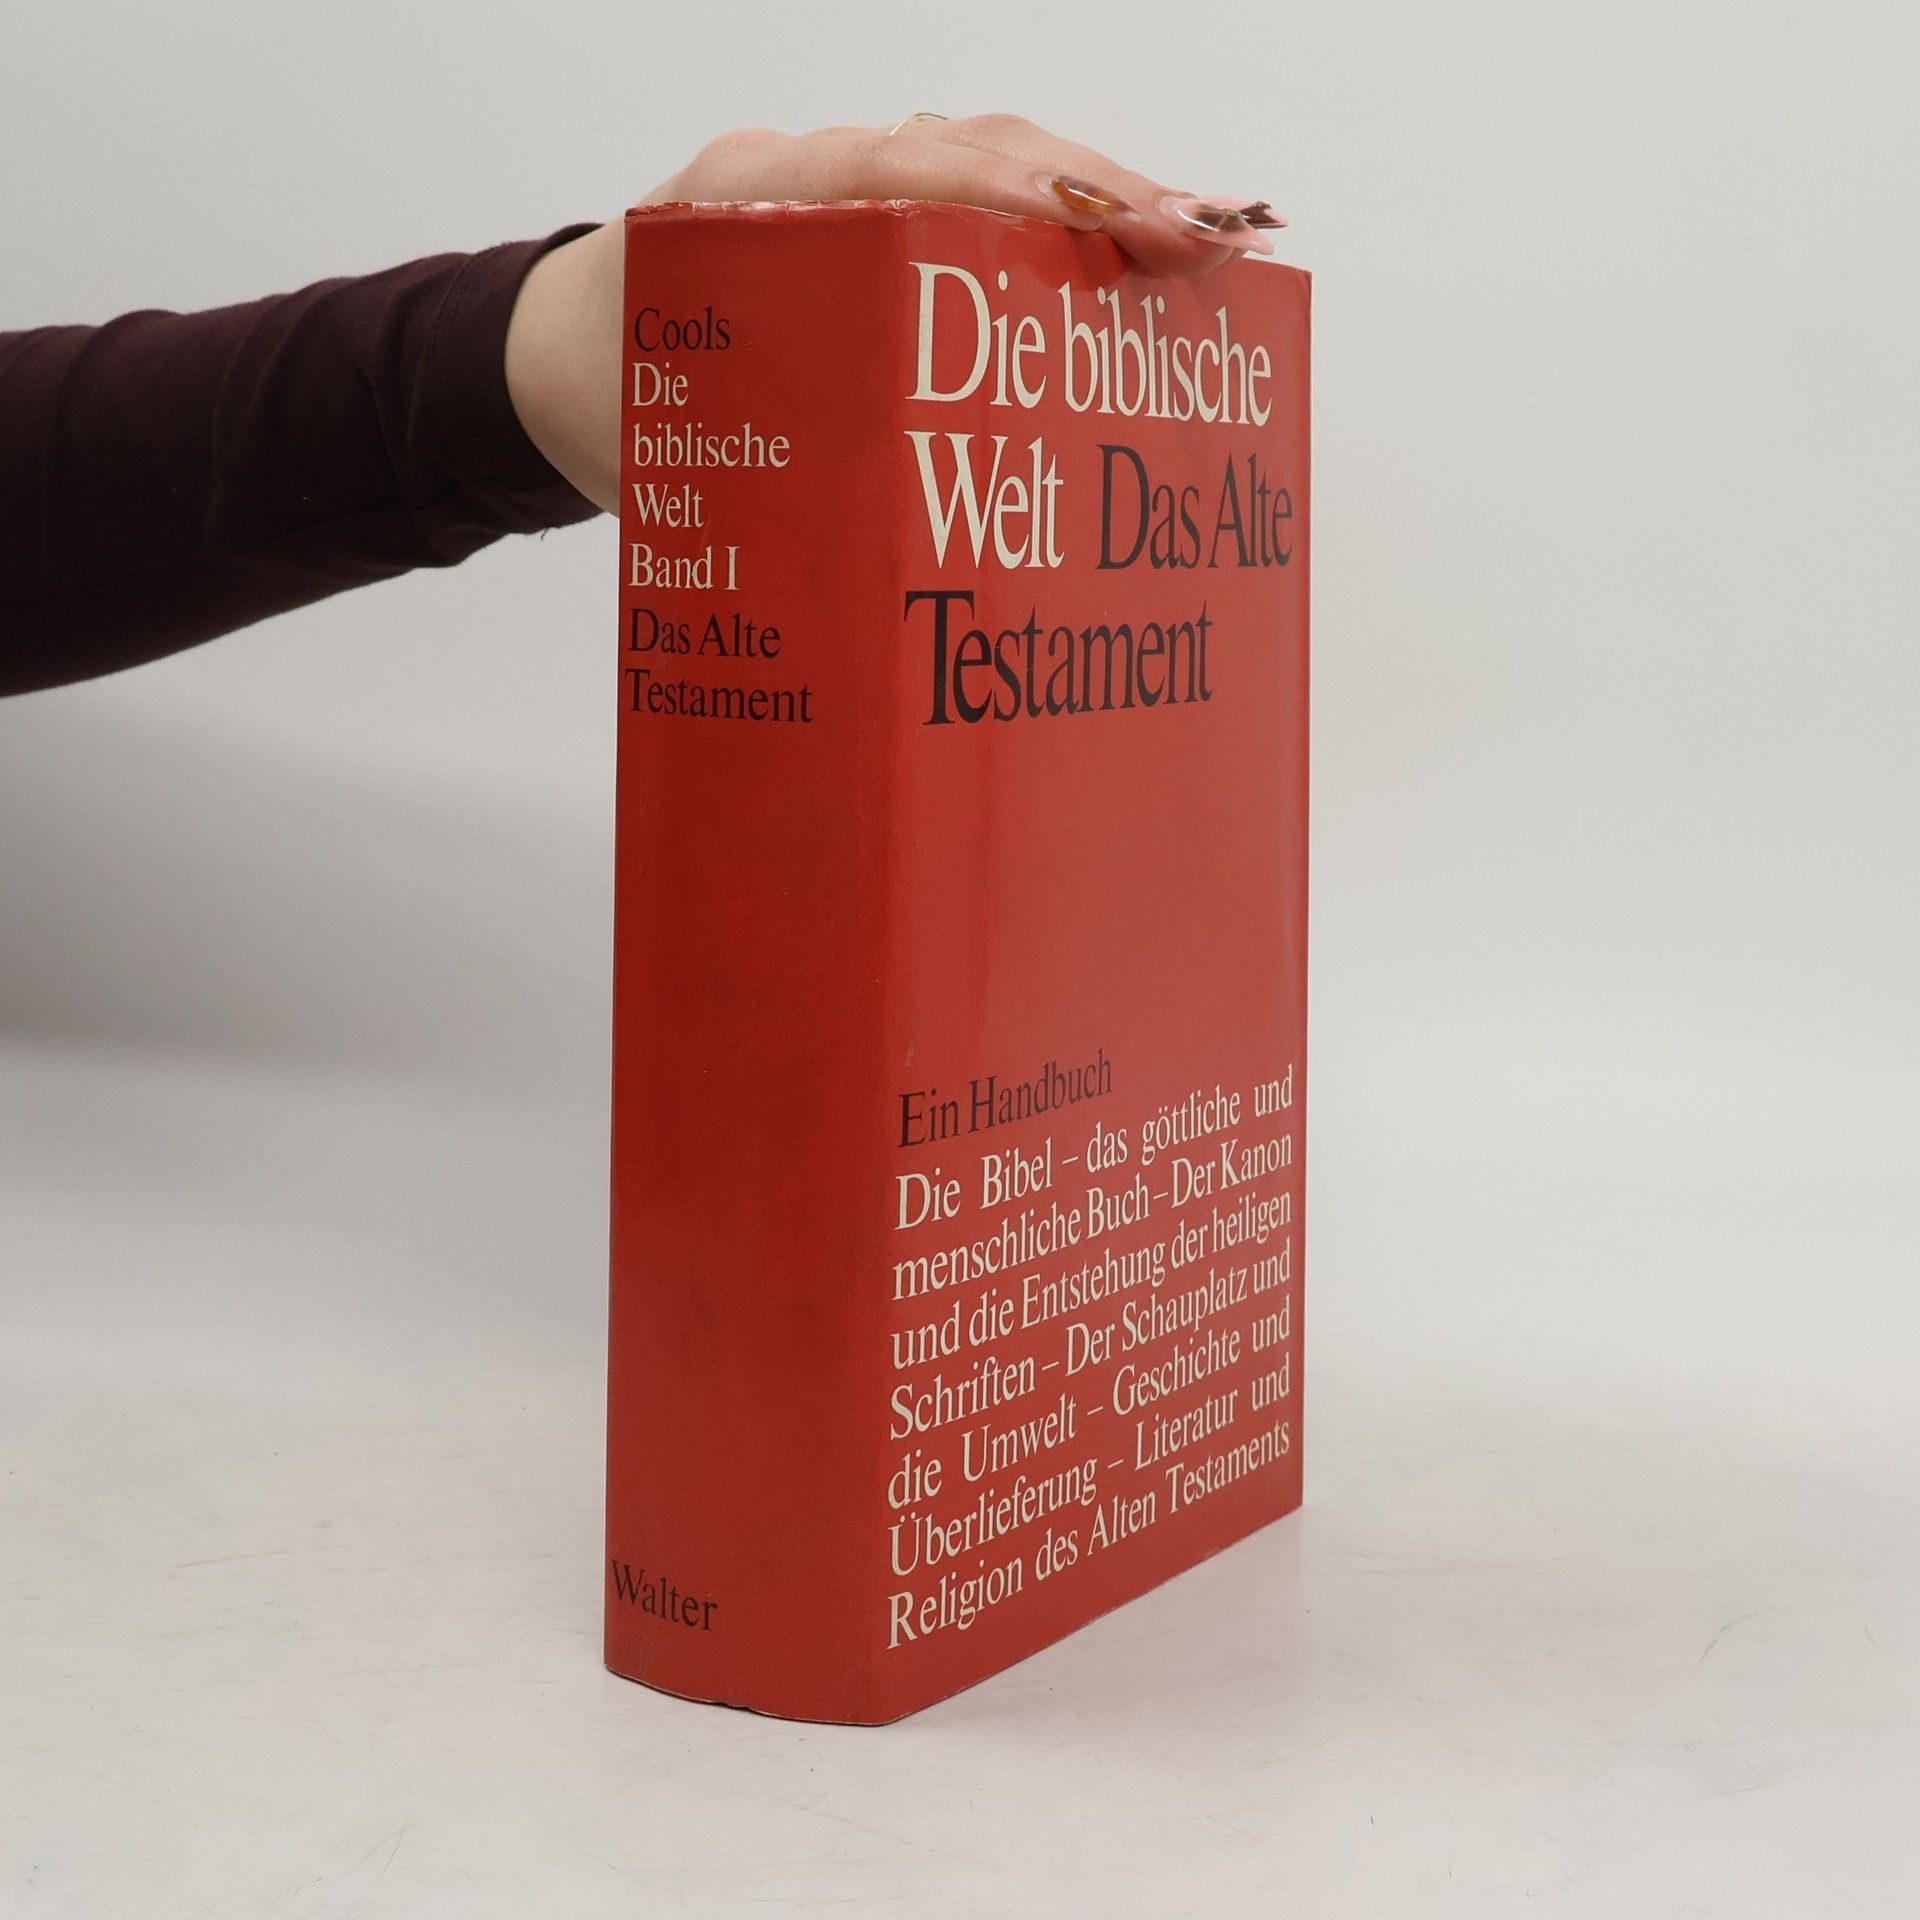 Cools
Die
biblische
Welt
Band I
Das Alte
Testament
Walter
Die biblische
Welt Das Alte
Testament
Ein Handbuch
Die Bibel – das göttliche und
menschliche Buch – Der Kanon
und die Entstehung der heiligen
Schriften – Der Schauplatz und
die Umwelt – Geschichte und
Überlieferung – Literatur und
Religion des Alten Testaments